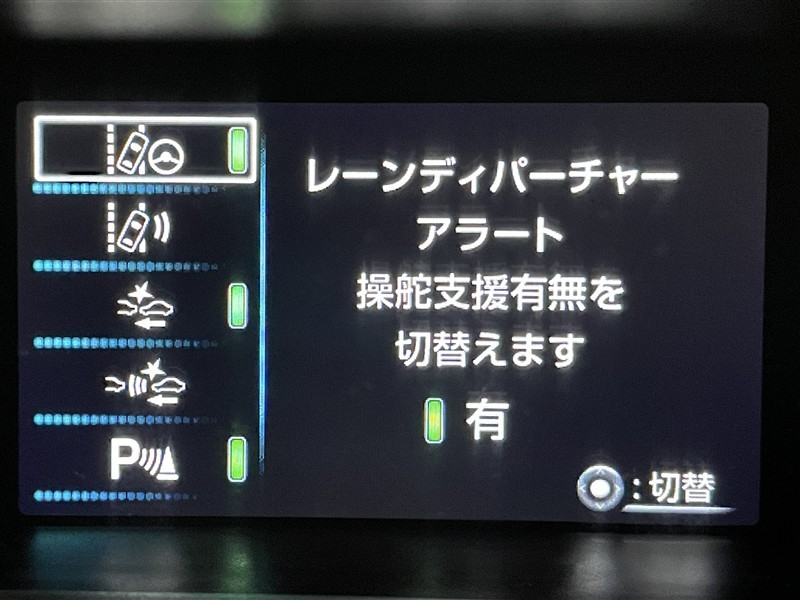 レーンディパーチャー
アラート
操舵支援有無を
切替えます
有
P
:切替